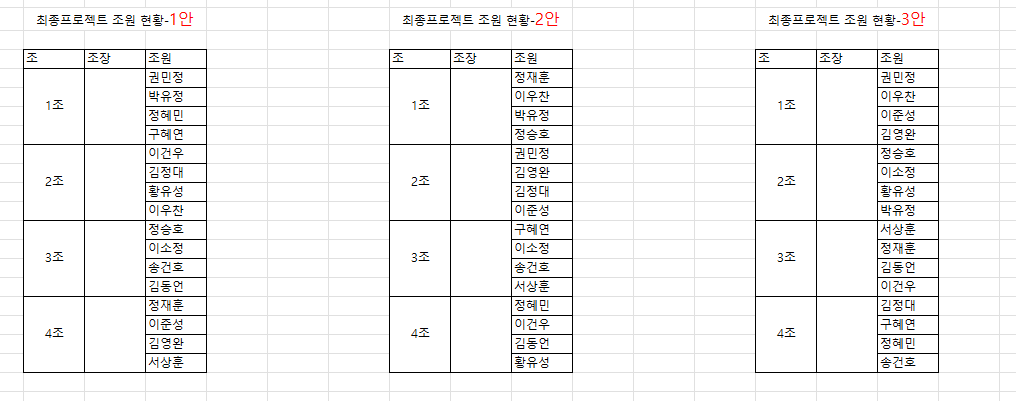 최종프로젝트 조원 현황-1안
조 조장 조원
1조
권민정
박유정
정혜민
구혜연
2조
이건우
김정대
황유성
이우찬
3조
정승호
이소정
송건호
김동언
4조
정재훈
이준성
김영완
서상훈
최종프로젝트 조원 현황-2안
조 조장 조원
1조
정재훈
이우찬
박유정
정승호
2조
권민정
김영완
김정대
이준성
3조
구혜연
이소정
송건호
서상훈
4조
정혜민
이건우
김동언
황유성
최종프로젝트 조원 현황-3안
조 조장 조원
1조
권민정
이우찬
이준성
김영완
2조
정승호
이소정
황유성
박유정
3조
서상훈
정재훈
김동언
이건우
4조
김정대
구혜연
정혜민
송건호